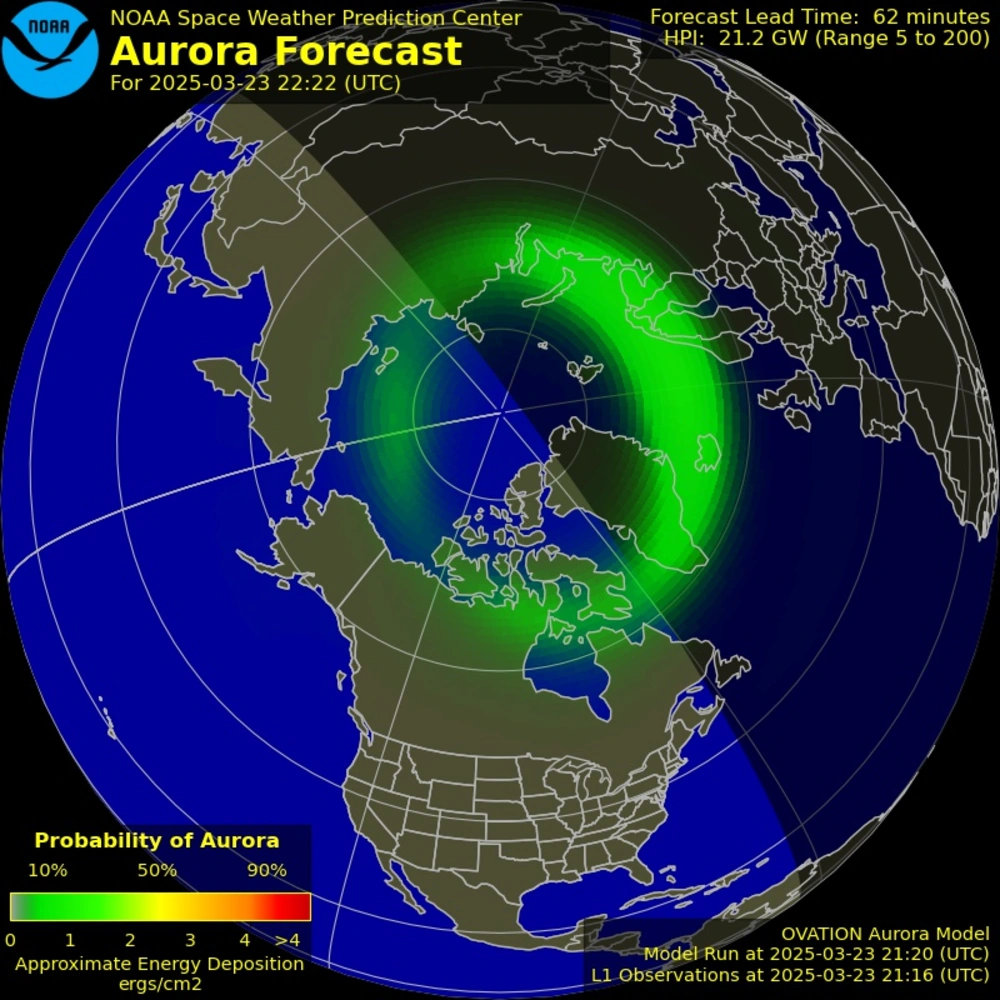 NOAA
NOAA Space Weather Prediction Center
Aurora Forecast
For 2025-03-23 22:22 (UTC)
Forecast Lead Time: 62 minutes
HPI: 21.2 GW (Range 5 to 200)
Probability of Aurora
10% 50% 90%
0 1 2 3 4 >4
Approximate Energy Deposition
ergs/cm2
OVATION Aurora Model
Model Run at 2025-03-23 21:20 (UTC)
L1 Observations at 2025-03-23 21:16 (UTC)